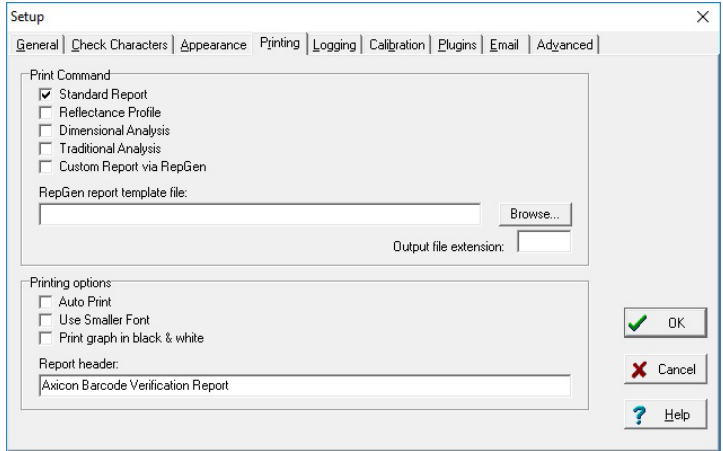 Setup
General Check Characters Appearance Printing Logging Calibration Plugins Email Advanced
Print Command
Standard Report
Reflectance Profile
Dimensional Analysis
Traditional Analysis
Custom Report via RepGen
RepGen report template file:
Browse...
Output file extension:
Printing options
Auto Print
Use Smaller Font
Print graph in black & white
Report header:
Axicon Barcode Verification Report
OK
Cancel
Help